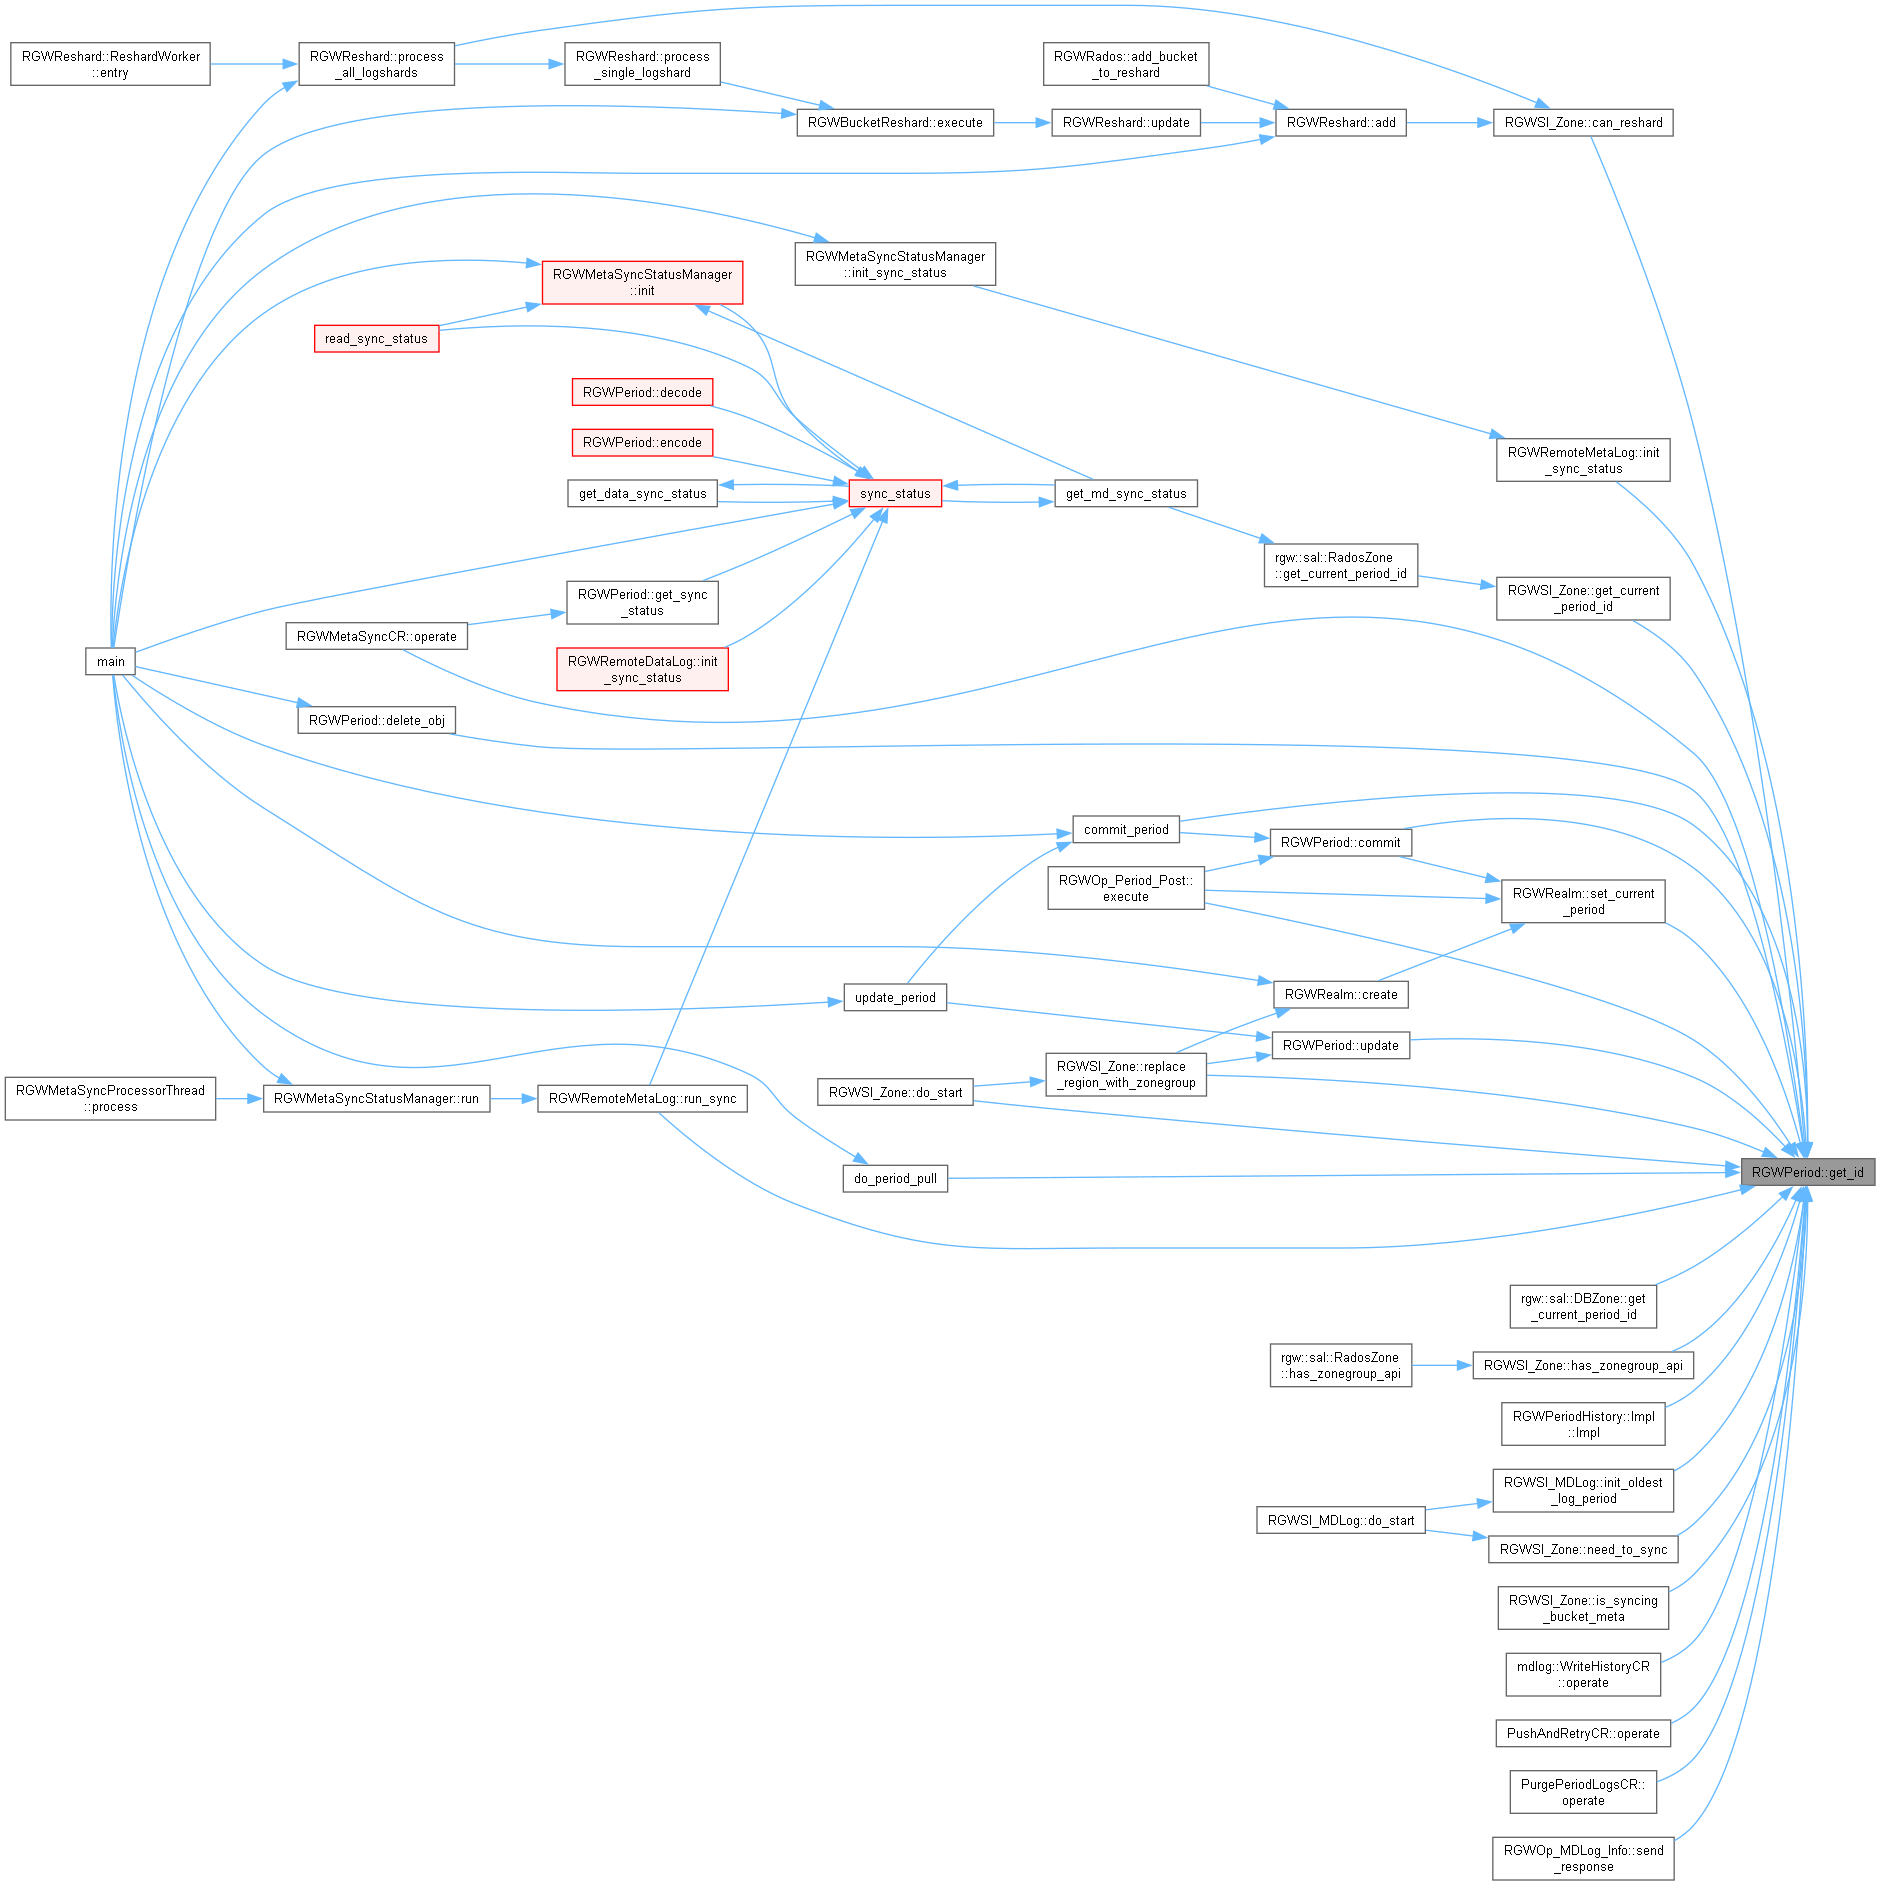 RGWReshard::ReshardWorker
::entry
RGWReshard::process
_all_logshards
RGWReshard::process
_single_logshard
RGWRados::add_bucket
_to_reshard
RGWBucketReshard::execute
RGWReshard::update
RGWReshard::add
RGWSI_Zone::can_reshard
RGWMetaSyncStatusManager
::init_sync_status
RGWMetaSyncStatusManager
::init
read_sync_status
RGWPeriod::decode
RGWPeriod::encode
RGWRemoteMetaLog::init
_sync_status
get_data_sync_status
sync_status
get_md_sync_status
rgw::sal::RadosZone
::get_current_period_id
RGWSI_Zone::get_current
_period_id
RGWPeriod::get_sync
_status
RGWMetaSyncCR::operate
main
RGWRemoteDataLog::init
_sync_status
RGWPeriod::delete_obj
commit_period
RGWPeriod::commit
RGWOp_Period_Post::
execute
RGWRealm::set_current
_period
update_period
RGWRealm::create
RGWPeriod::update
RGWSI_Zone::replace
_region_with_zonegroup
RGWSI_Zone::do_start
RGWMetaSyncProcessorThread
::process
RGWMetaSyncStatusManager::run
RGWRemoteMetaLog::run_sync
do_period_pull
RGWPeriod::get_id
rgw::sal::DBZone::get
_current_period_id
rgw::sal::RadosZone
::has_zonegroup_api
RGWSI_Zone::has_zonegroup_api
RGWPeriodHistory::Impl
::Impl
RGWSI_MDLog::init_oldest
_log_period
RGWSI_MDLog::do_start
RGWSI_Zone::need_to_sync
RGWSI_Zone::is_syncing
_bucket_meta
mdlog::WriteHistoryCR
::operate
PushAndRetryCR::operate
PurgePeriodLogsCR::
operate
RGWOp_MDLog_Info::send
_response